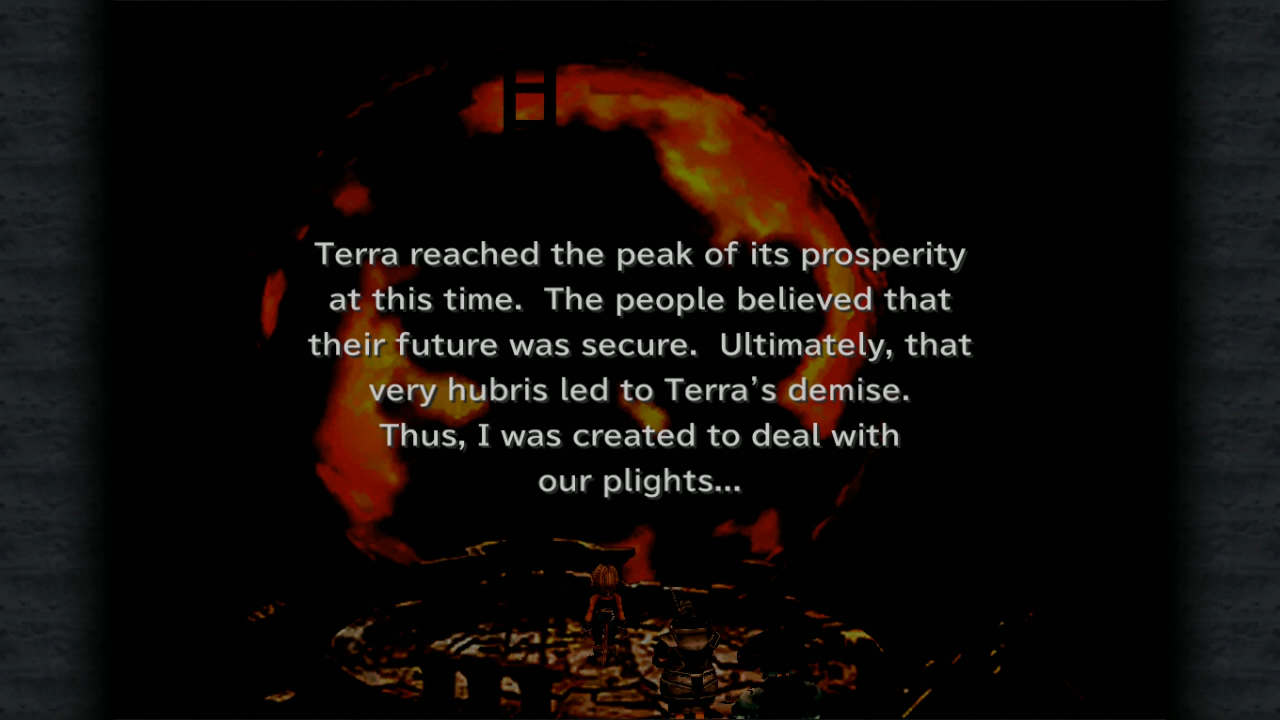 Terra reached the peak of its prosperity
at this time.  The people believed that
their future was secure.  Ultimately, that
very hubris led to Terra's demise.
Thus, I was created to deal with
our plights...